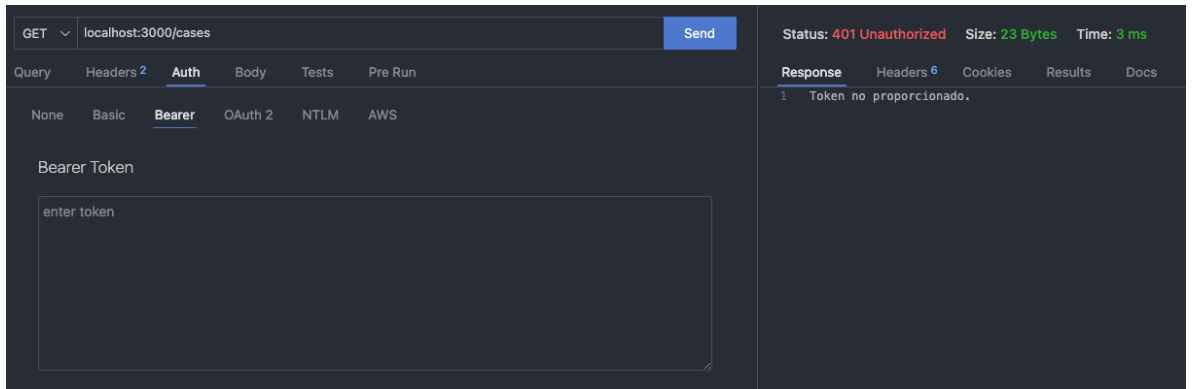 GET localhost:3000/cases Send
Query Headers 2 Auth Body Tests Pre Run
None Basic Bearer OAuth 2 NTLM AWS
Bearer Token
enter token
Status: 401 Unauthorized Size: 23 Bytes Time: 3 ms
Response Headers 6 Cookies Results Docs
1 Token no proporcionado.